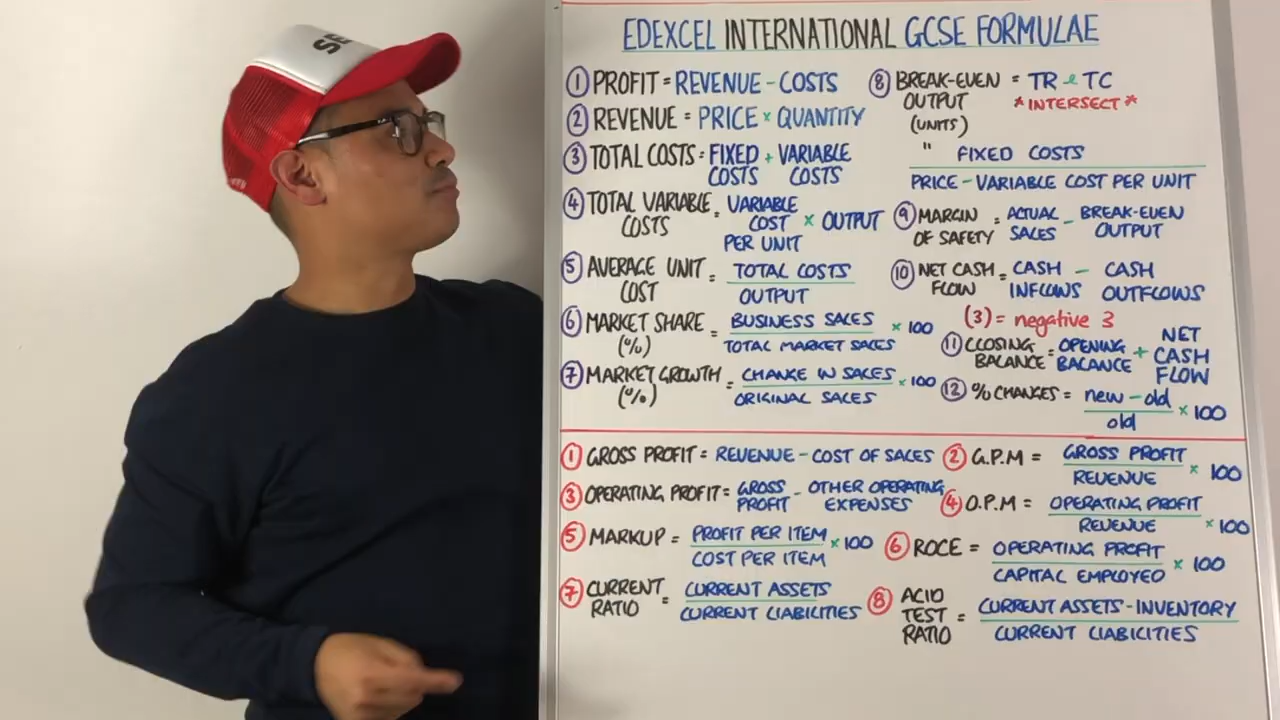 SE
EDEXCEL INTERNATIONAL GCSE FORMULAE
① PROFIT = REVENUE - COSTS
② REVENUE = PRICE × QUANTITY
③ TOTAL COSTS = FIXED COSTS + VARIABLE COSTS
④ TOTAL VARIABLE COSTS = VARIABLE COST PER UNIT × OUTPUT
⑤ AVERAGE UNIT COST = TOTAL COSTS / OUTPUT
⑥ MARKET SHARE (%) = BUSINESS SALES / TOTAL MARKET SALES × 100
⑦ MARKET GROWTH (%) = CHANGE IN SALES / ORIGINAL SALES × 100
⑧ BREAK-EVEN OUTPUT (UNITS) = TR & TC
*INTERSECT*
" FIXED COSTS / PRICE - VARIABLE COST PER UNIT
⑨ MARGIN OF SAFETY = ACTUAL SALES - BREAK-EVEN OUTPUT
⑩ NET CASH FLOW = CASH INFLOWS - CASH OUTFLOWS
(3) = negative 3
⑪ CLOSING BALANCE = OPENING BALANCE + NET CASH FLOW
⑫ % CHANGES = new - old / old × 100
① GROSS PROFIT = REVENUE - COST OF SALES
② G.P.M = GROSS PROFIT / REVENUE × 100
③ OPERATING PROFIT = GROSS PROFIT - OTHER OPERATING EXPENSES
④ O.P.M = OPERATING PROFIT / REVENUE × 100
⑤ MARKUP = PROFIT PER ITEM / COST PER ITEM × 100
⑥ ROCE = OPERATING PROFIT / CAPITAL EMPLOYED × 100
⑦ CURRENT RATIO = CURRENT ASSETS / CURRENT LIABILITIES
⑧ ACID TEST RATIO = CURRENT ASSETS - INVENTORY / CURRENT LIABILITIES